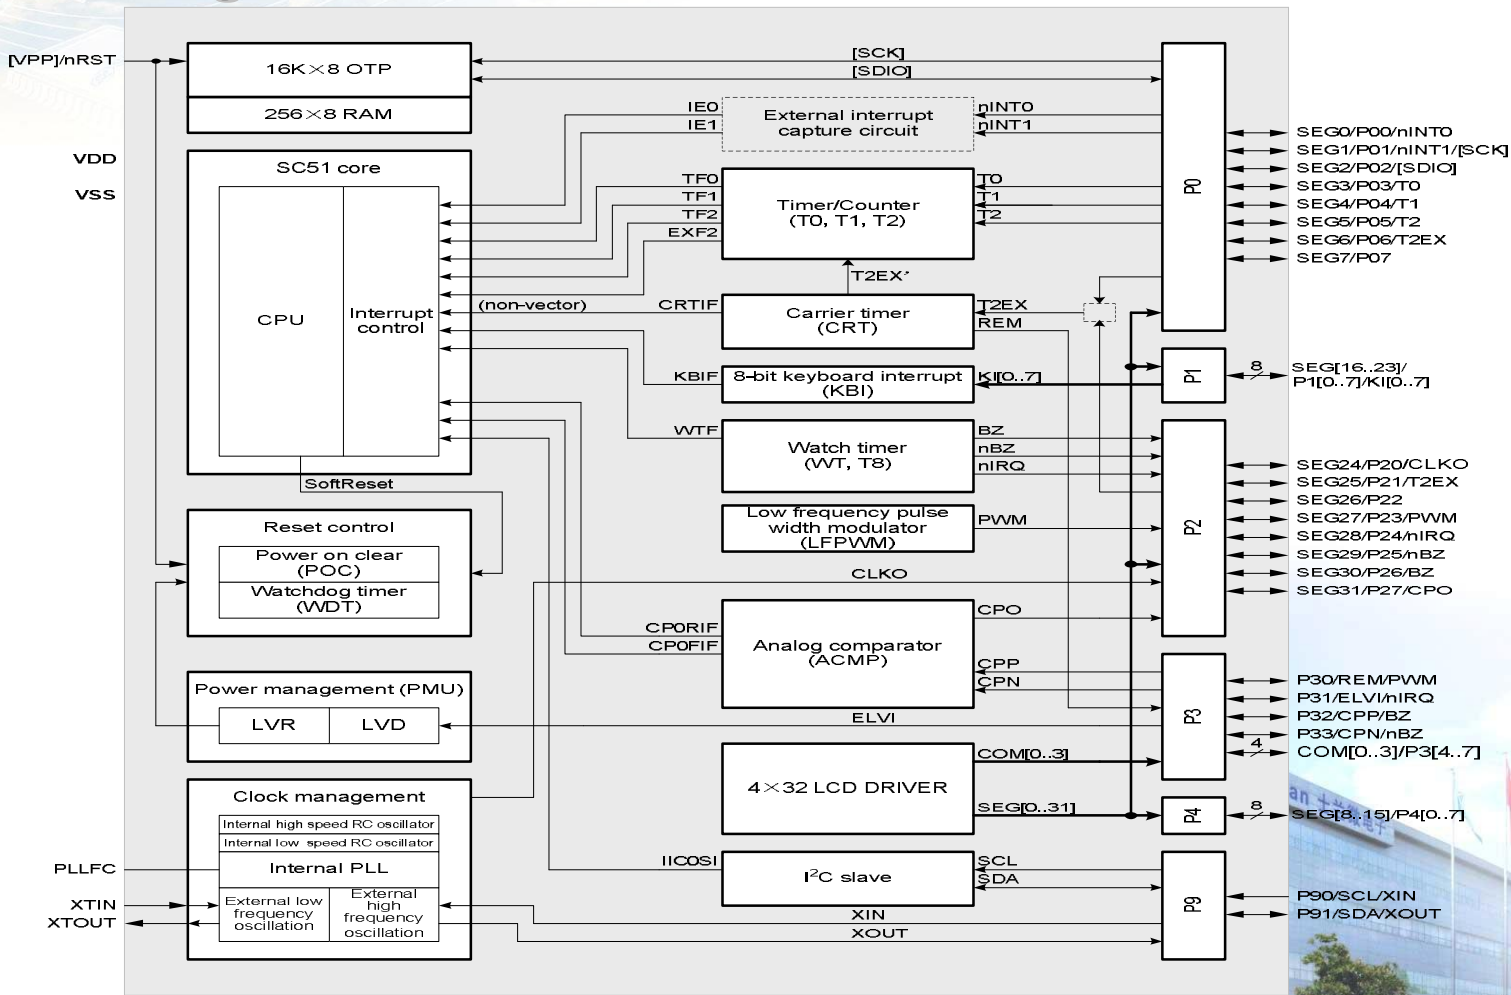 [VPP]/nRST
VDD
VSS
PLLFC
XTIN
XTOUT
16K×8 OTP
256×8 RAM
SC51 core
CPU
Interrupt
control
SoftReset
Reset control
Power on clear
(POC)
Watchdog timer
(WDT)
Power management (PMU)
LVR
LVD
Clock management
Internal high speed RC oscillator
Internal low speed RC oscillator
Internal PLL
External low
frequency
oscillation
External
high
frequency
oscillation
[SCK]
[SDIO]
IE0
IE1
External interrupt
capture circuit
nINT0
nINT1
TF0
TF1
TF2
EXF2
Timer/Counter
(T0, T1, T2)
T0
T1
T2
T2EX'
(non-vector)
CRTIF
Carrier timer
(CRT)
T2EX
REM
KBIF
8-bit keyboard interrupt
(KBI)
KI[0..7]
WTF
Watch timer
(WT, T8)
BZ
nBZ
nIRQ
Low frequency pulse
width modulator
(LFPWM)
PWM
CLKO
CP0RIF
CP0FIF
Analog comparator
(ACMP)
CPO
CPP
CPN
ELVI
4×32 LCD DRIVER
COM[0..3]
SEG[0..31]
IIC0SI
I²C slave
SCL
SDA
XIN
XOUT
P0
P1
P2
P3
P4
P9
SEG0/P00/nINT0
SEG1/P01/nINT1/[SCK]
SEG2/P02/[SDIO]
SEG3/P03/T0
SEG4/P04/T1
SEG5/P05/T2
SEG6/P06/T2EX
SEG7/P07
8
SEG[16..23]/
P1[0..7]/KI[0..7]
SEG24/P20/CLKO
SEG25/P21/T2EX
SEG26/P22
SEG27/P23/PWM
SEG28/P24/nIRQ
SEG29/P25/nBZ
SEG30/P26/BZ
SEG31/P27/CPO
P30/REM/PWM
P31/ELVI/nIRQ
P32/CPP/BZ
P33/CPN/nBZ
4
COM[0..3]/P3[4..7]
8
SEG[8..15]/P4[0..7]
P90/SCL/XIN
P91/SDA/XOUT